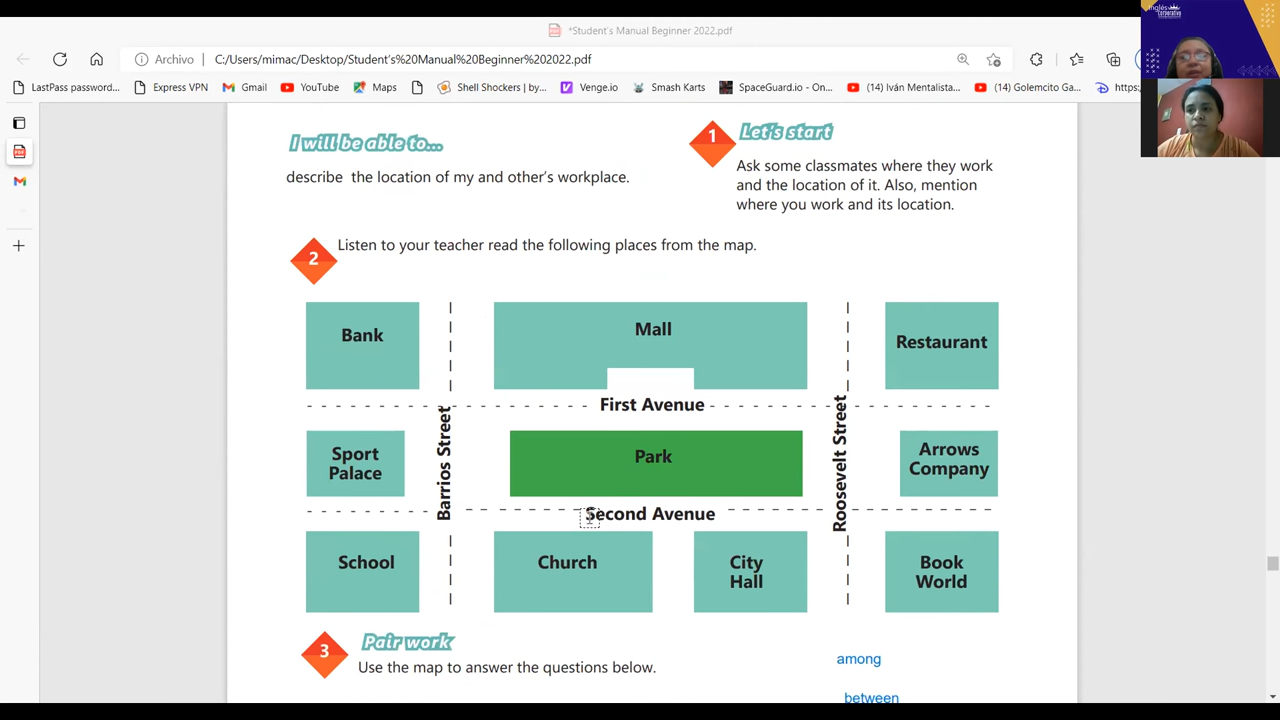 *Student's Manual Beginner 2022.pdf
Archivo
C:/Users/mimac/Desktop/Student's%20Manual%20Beginner%202022.pdf
LastPass password...
Express VPN
Gmail
YouTube
Maps
Shell Shockers | by...
Venge.io
Smash Karts
SpaceGuard.io - On...
(14) Iván Mentalista...
(14) Golemcito Ga...
https:
Inglés
Corporativo
I will be able to...
describe the location of my and other's workplace.
1
Let's start
Ask some classmates where they work
and the location of it. Also, mention
where you work and its location.
2
Listen to your teacher read the following places from the map.
Bank
Mall
Restaurant
First Avenue
Sport
Palace
Barrios Street
Park
Roosevelt Street
Arrows
Company
Second Avenue
School
Church
City
Hall
Book
World
3
Pair work
Use the map to answer the questions below.
among
between